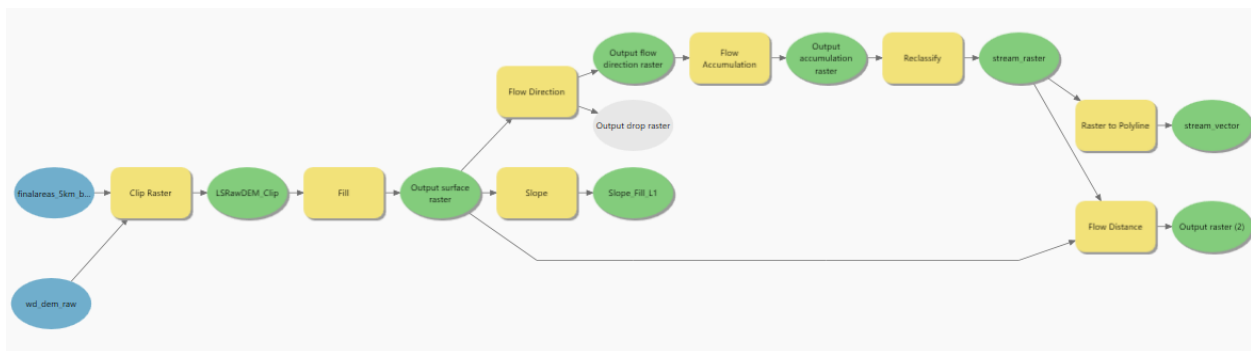 Output flow
direction raster
Flow
Accumulation
Output
accumulation
raster
Reclassify
stream_raster
Flow Direction
Output drop raster
Raster to Polyline
stream_vector
finalareas_5km_b...
Clip Raster
LSRawDEM_Clip
Fill
Output surface
raster
Slope
Slope_Fill_L1
Flow Distance
Output raster (2)
wd_dem_raw